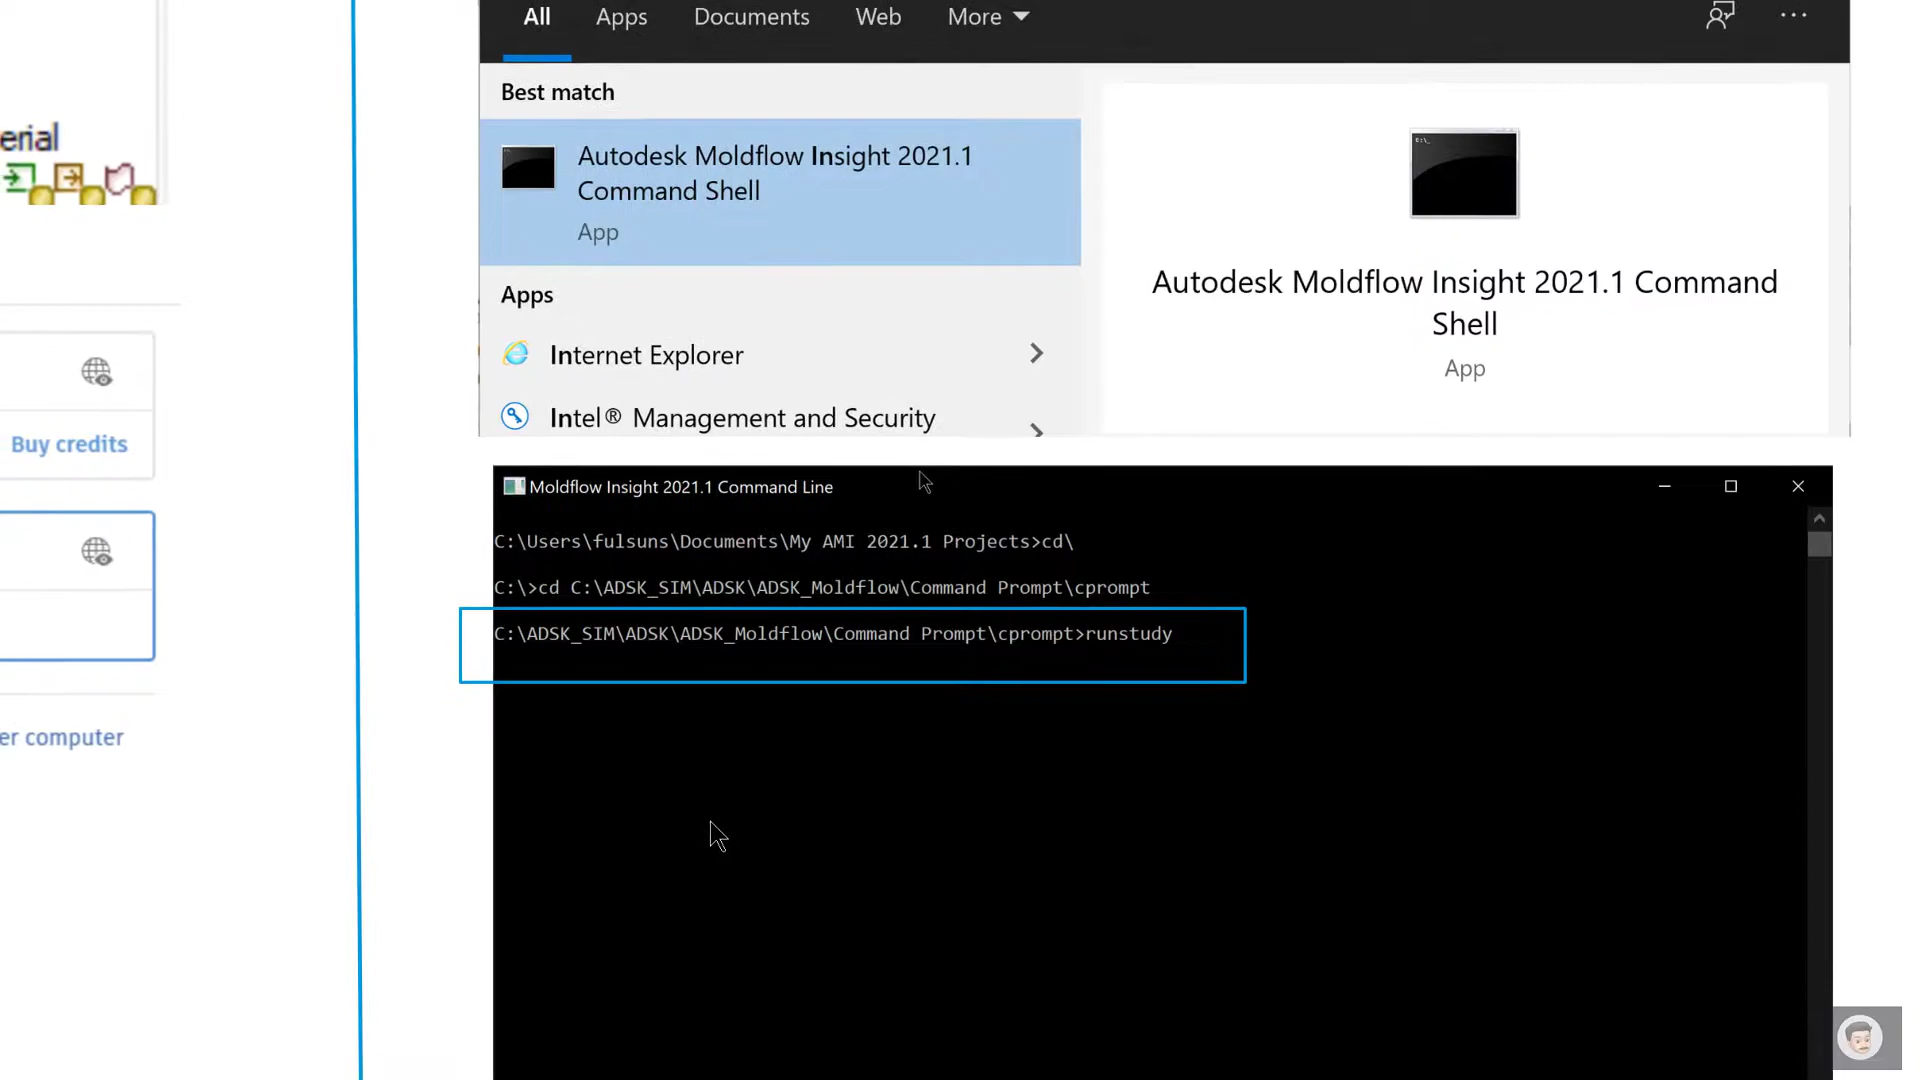 erial
Buy credits
er computer
All Apps Documents Web More
Best match
Autodesk Moldflow Insight 2021.1
Command Shell
App
Apps
Internet Explorer
Intel® Management and Security
Autodesk Moldflow Insight 2021.1 Command
Shell
App
Moldflow Insight 2021.1 Command Line
C:\Users\fulsuns\Documents\My AMI 2021.1 Projects>cd\
C:\>cd C:\ADSK_SIM\ADSK\ADSK_Moldflow\Command Prompt\cprompt
C:\ADSK_SIM\ADSK\ADSK_Moldflow\Command Prompt\cprompt>runstudy